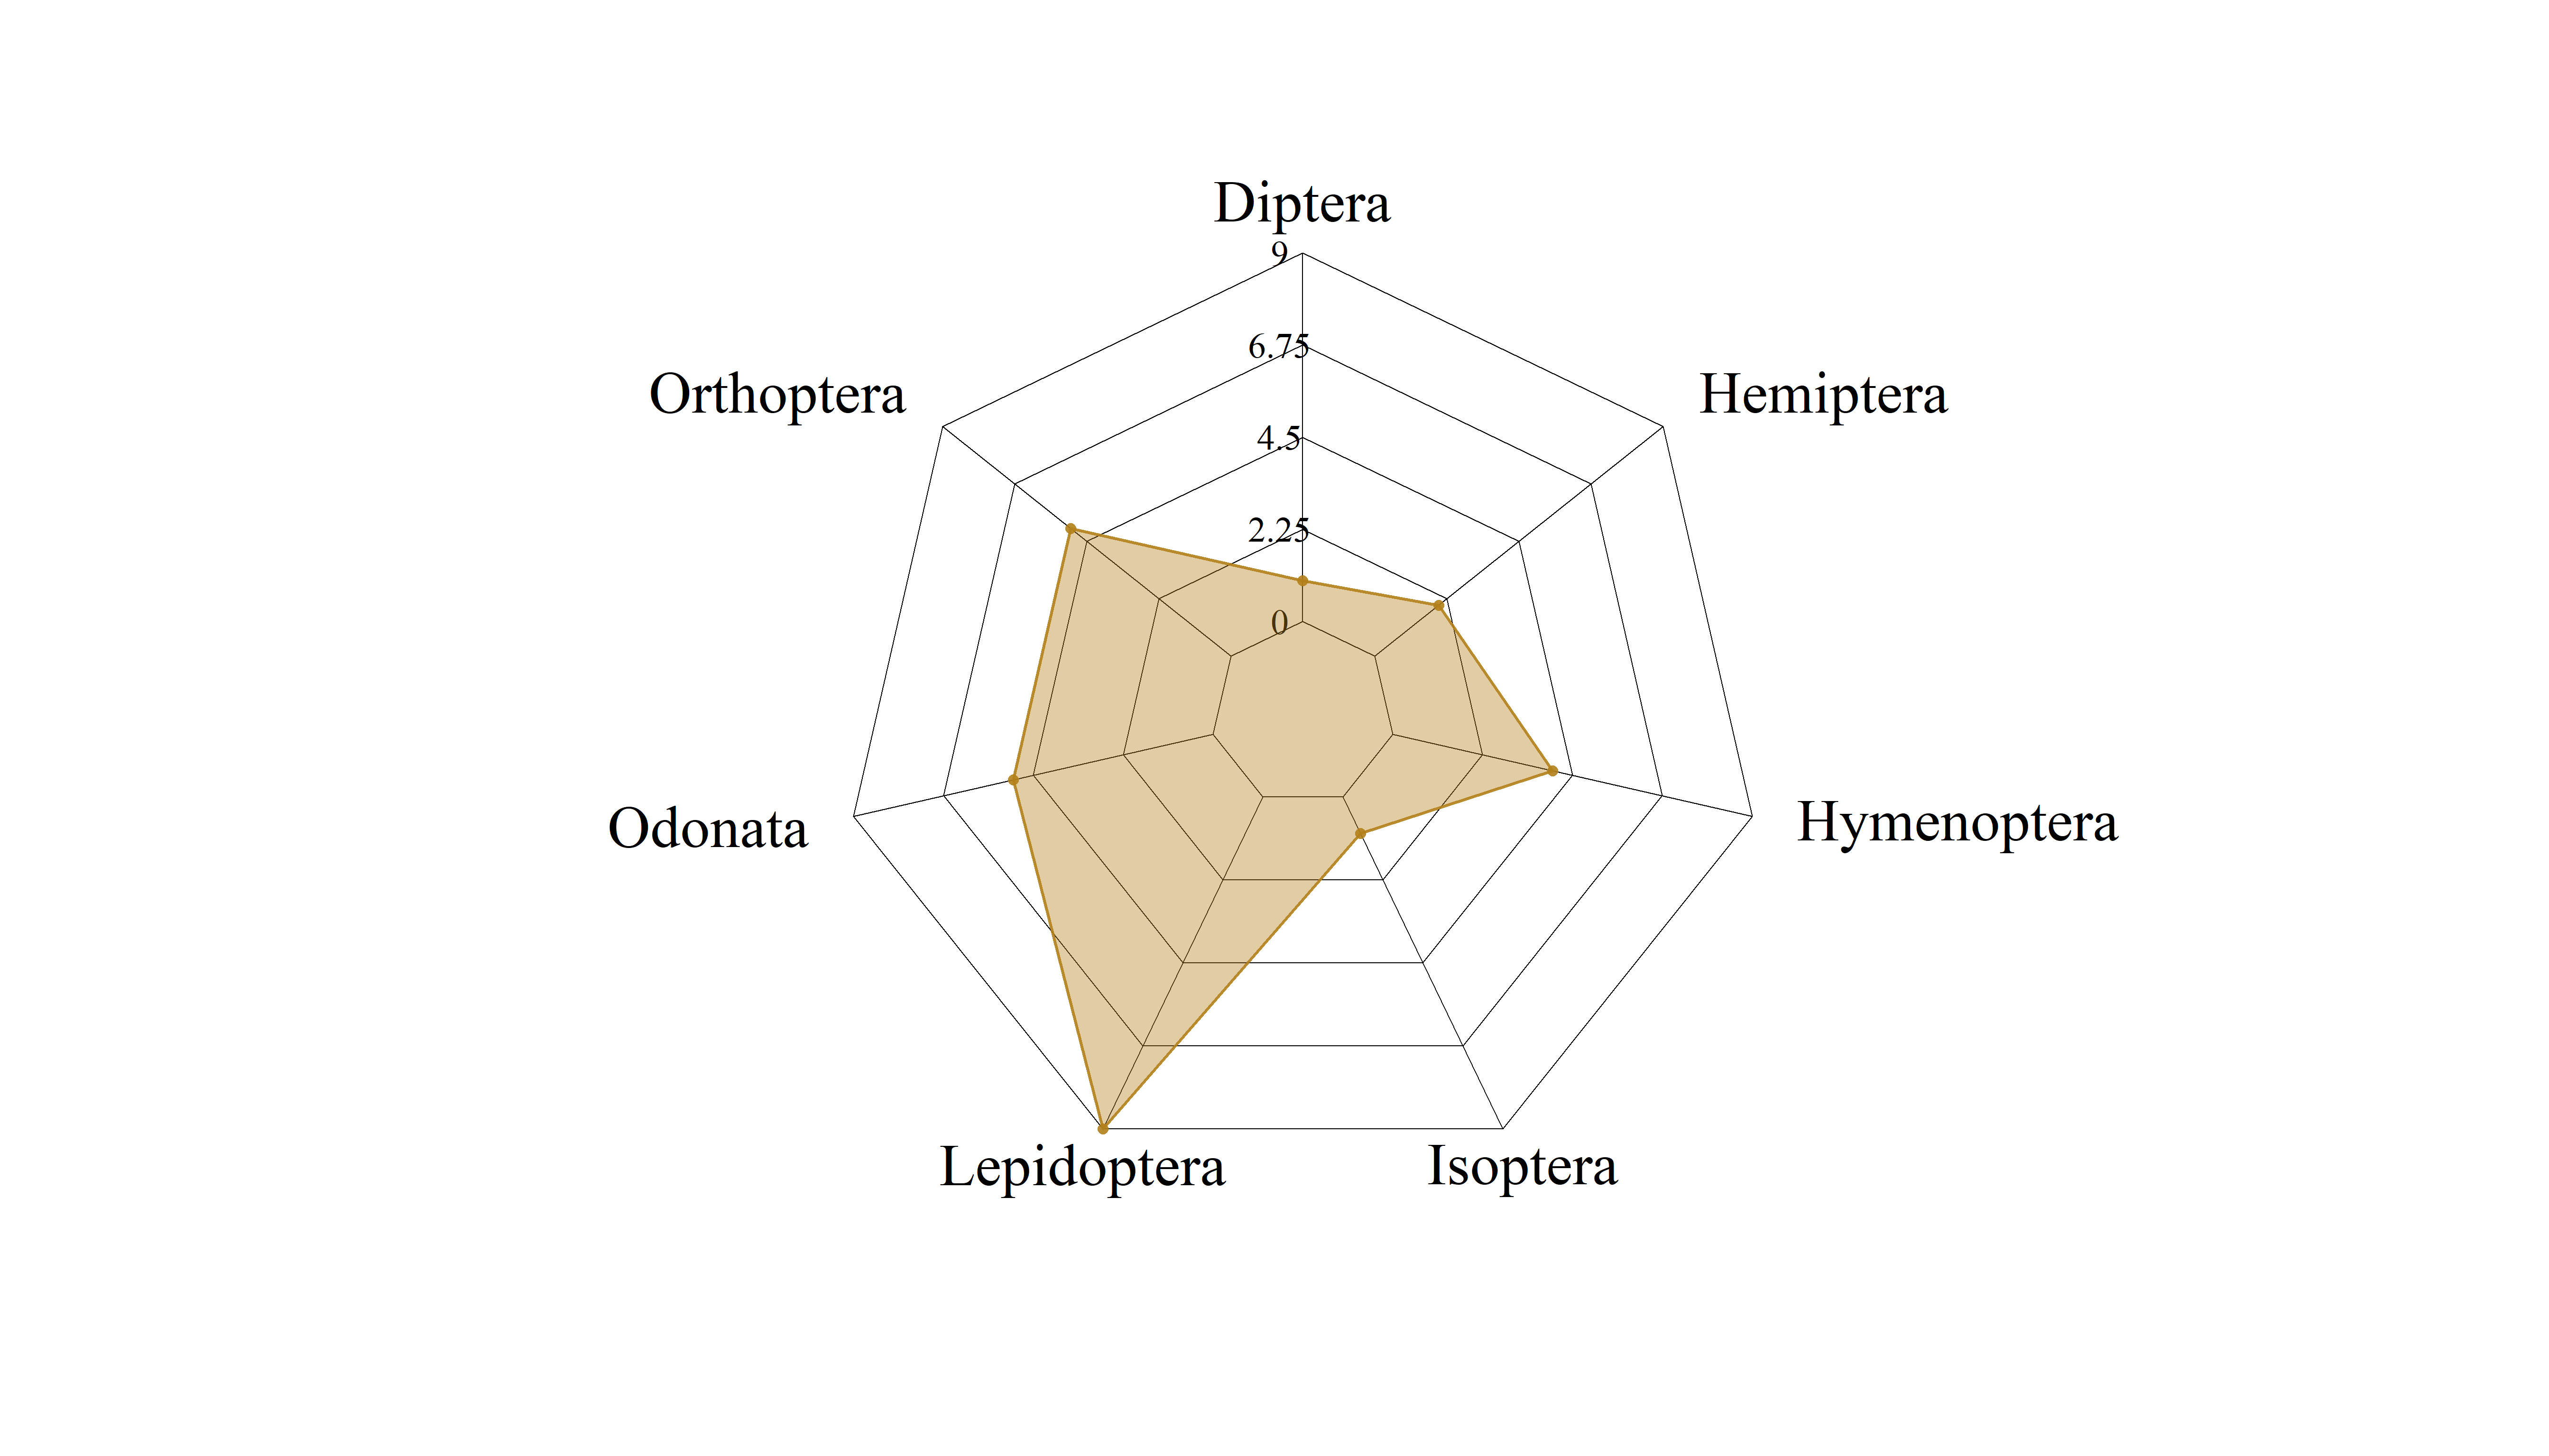 Diptera
9
6.75
Orthoptera
Hemiptera
4.5
2.25
0
Odonata
Hymenoptera
Lepidoptera
Isoptera